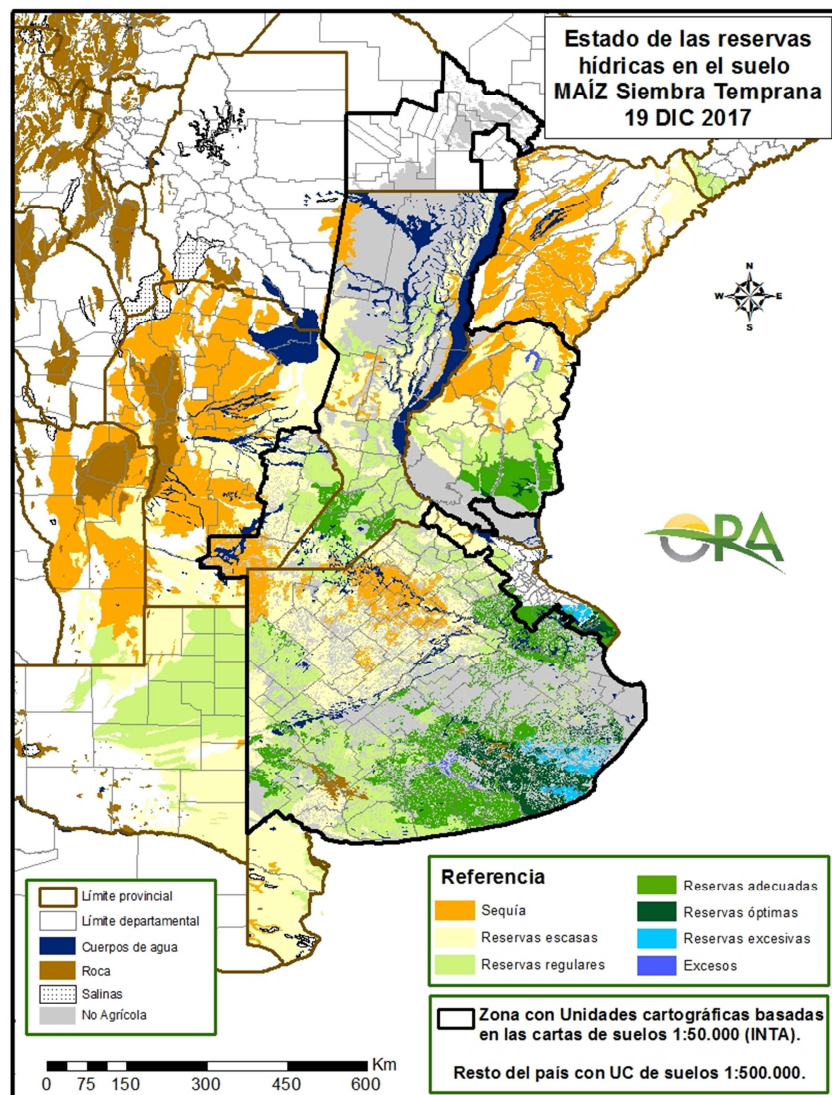 Estado de las reservas
hídricas en el suelo
MAÍZ Siembra Temprana
19 DIC 2017
N
W
E
S
OPA
Límite provincial
Límite departamental
Cuerpos de agua
Roca
Salinas
No Agrícola
Referencia
Sequía
Reservas escasas
Reservas regulares
Reservas adecuadas
Reservas óptimas
Reservas excesivas
Excesos
Zona con Unidades cartográficas basadas
en las cartas de suelos 1:50.000 (INTA).
Resto del país con UC de suelos 1:500.000.
Km
0 75 150 300 450 600